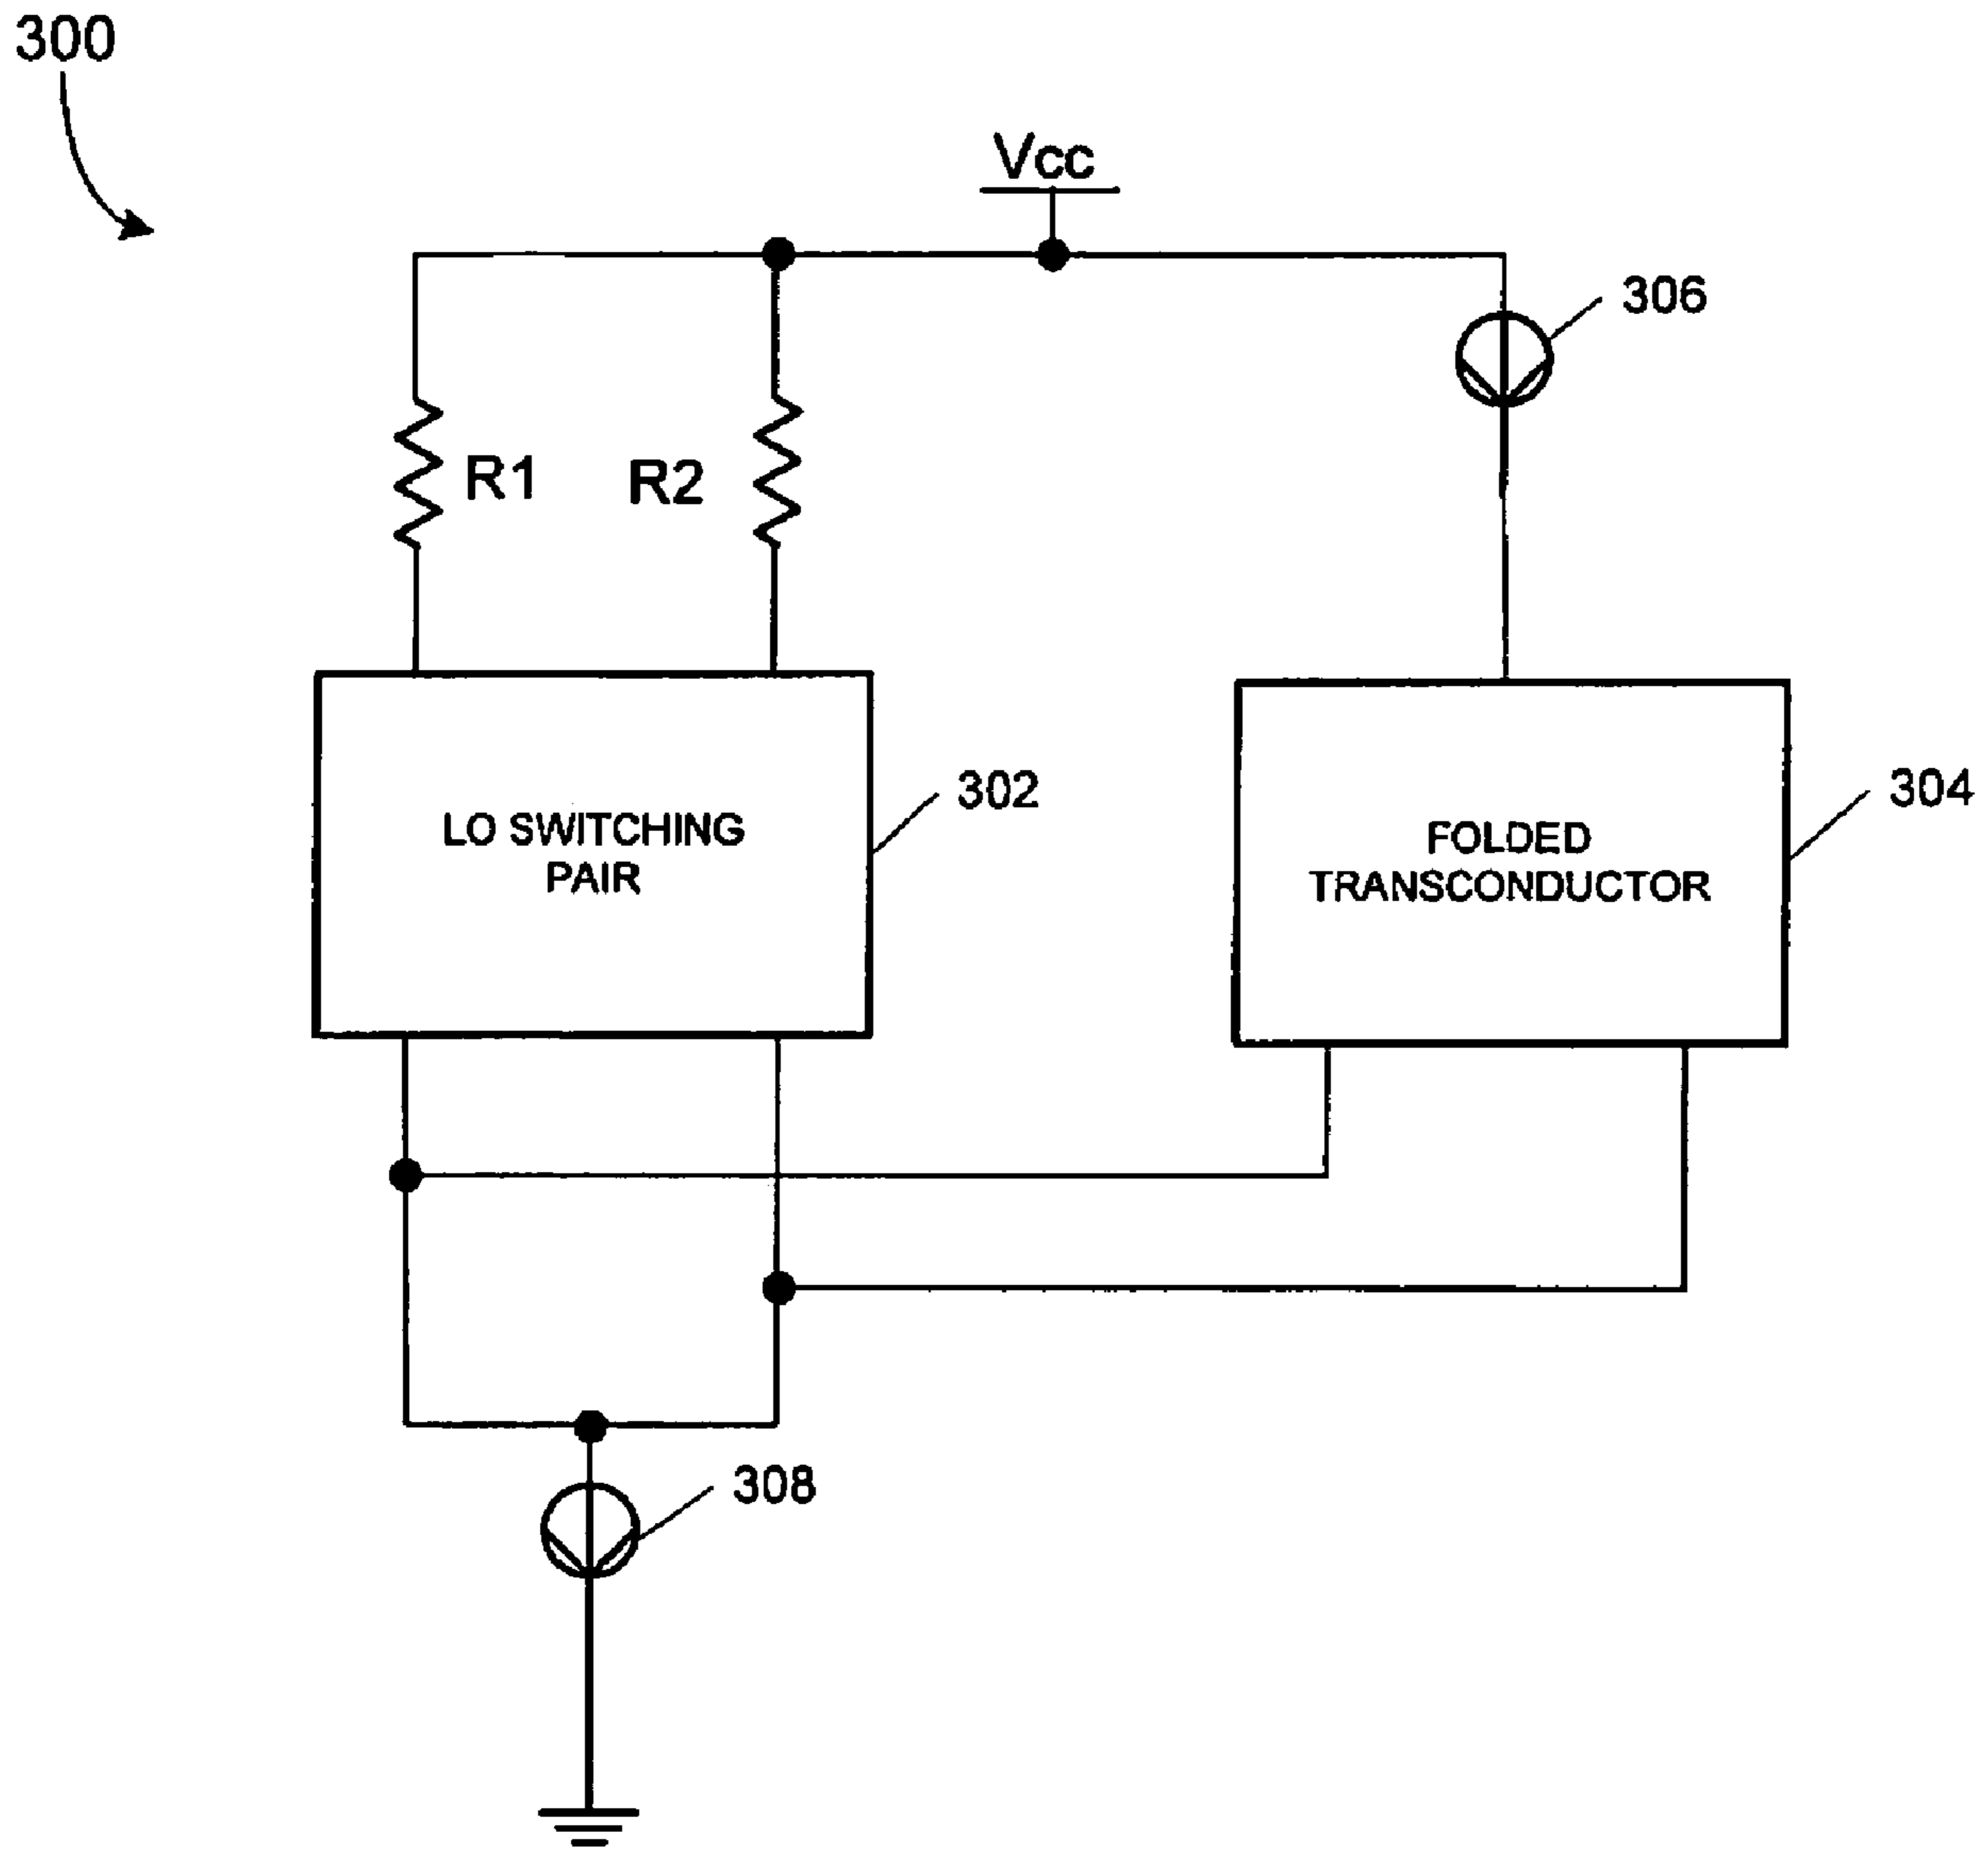 300
Vcc
306
R1
R2
302
304
LO SWITCHING
PAIR
FOLDED
TRANSCONDUCTOR
308